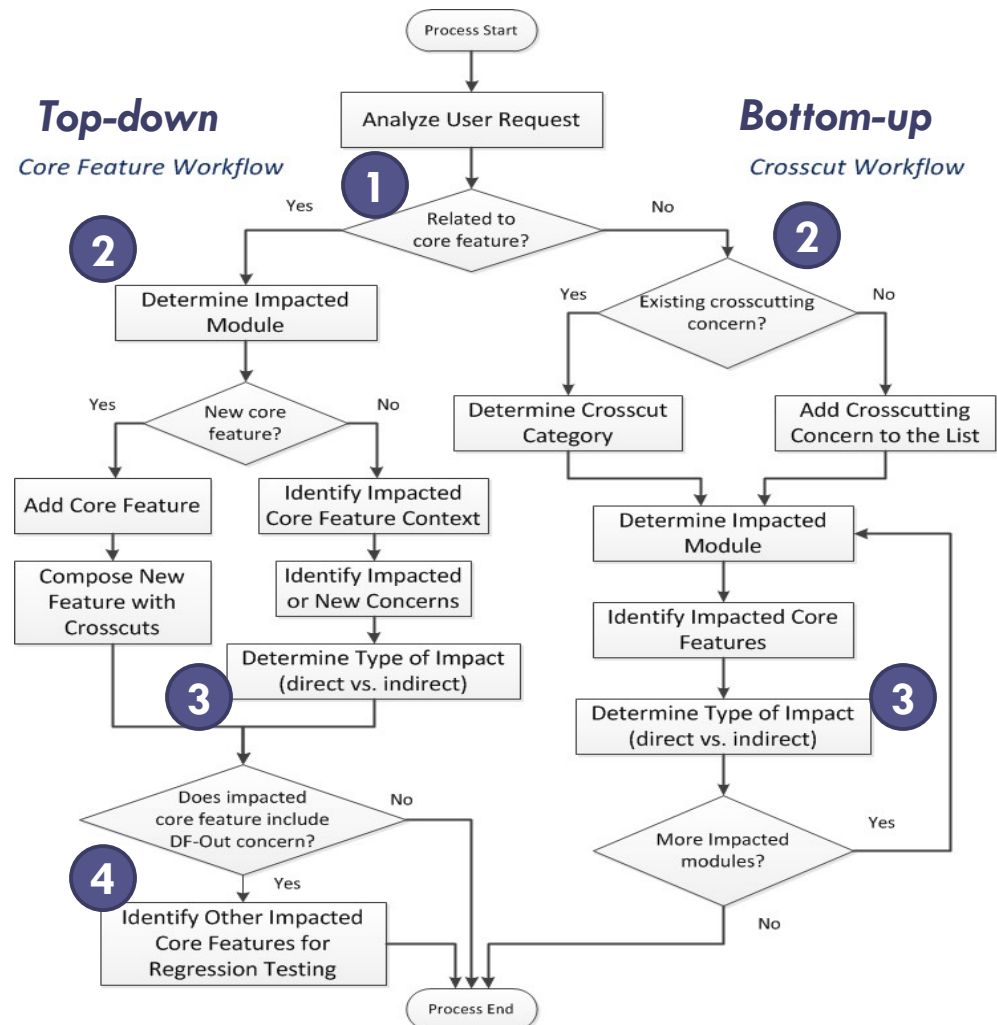 Process Start
Top-down
Bottom-up
Analyze User Request
Core Feature Workflow
Crosscut Workflow
1
Yes
No
Related to
core feature?
2
2
Determine Impacted
Module
Yes
Existing crosscutting
concern?
No
Yes
New core
feature?
No
Determine Crosscut
Category
Add Crosscutting
Concern to the List
Add Core Feature
Identify Impacted
Core Feature Context
Determine Impacted
Module
Compose New
Feature with
Crosscuts
Identify Impacted
or New Concerns
Identify Impacted Core
Features
Determine Type of Impact
(direct vs. indirect)
3
Determine Type of Impact
(direct vs. indirect)
3
Does impacted
core feature include
DF-Out concern?
No
More Impacted
modules?
Yes
4
Yes
No
Identify Other Impacted
Core Features for
Regression Testing
Process End